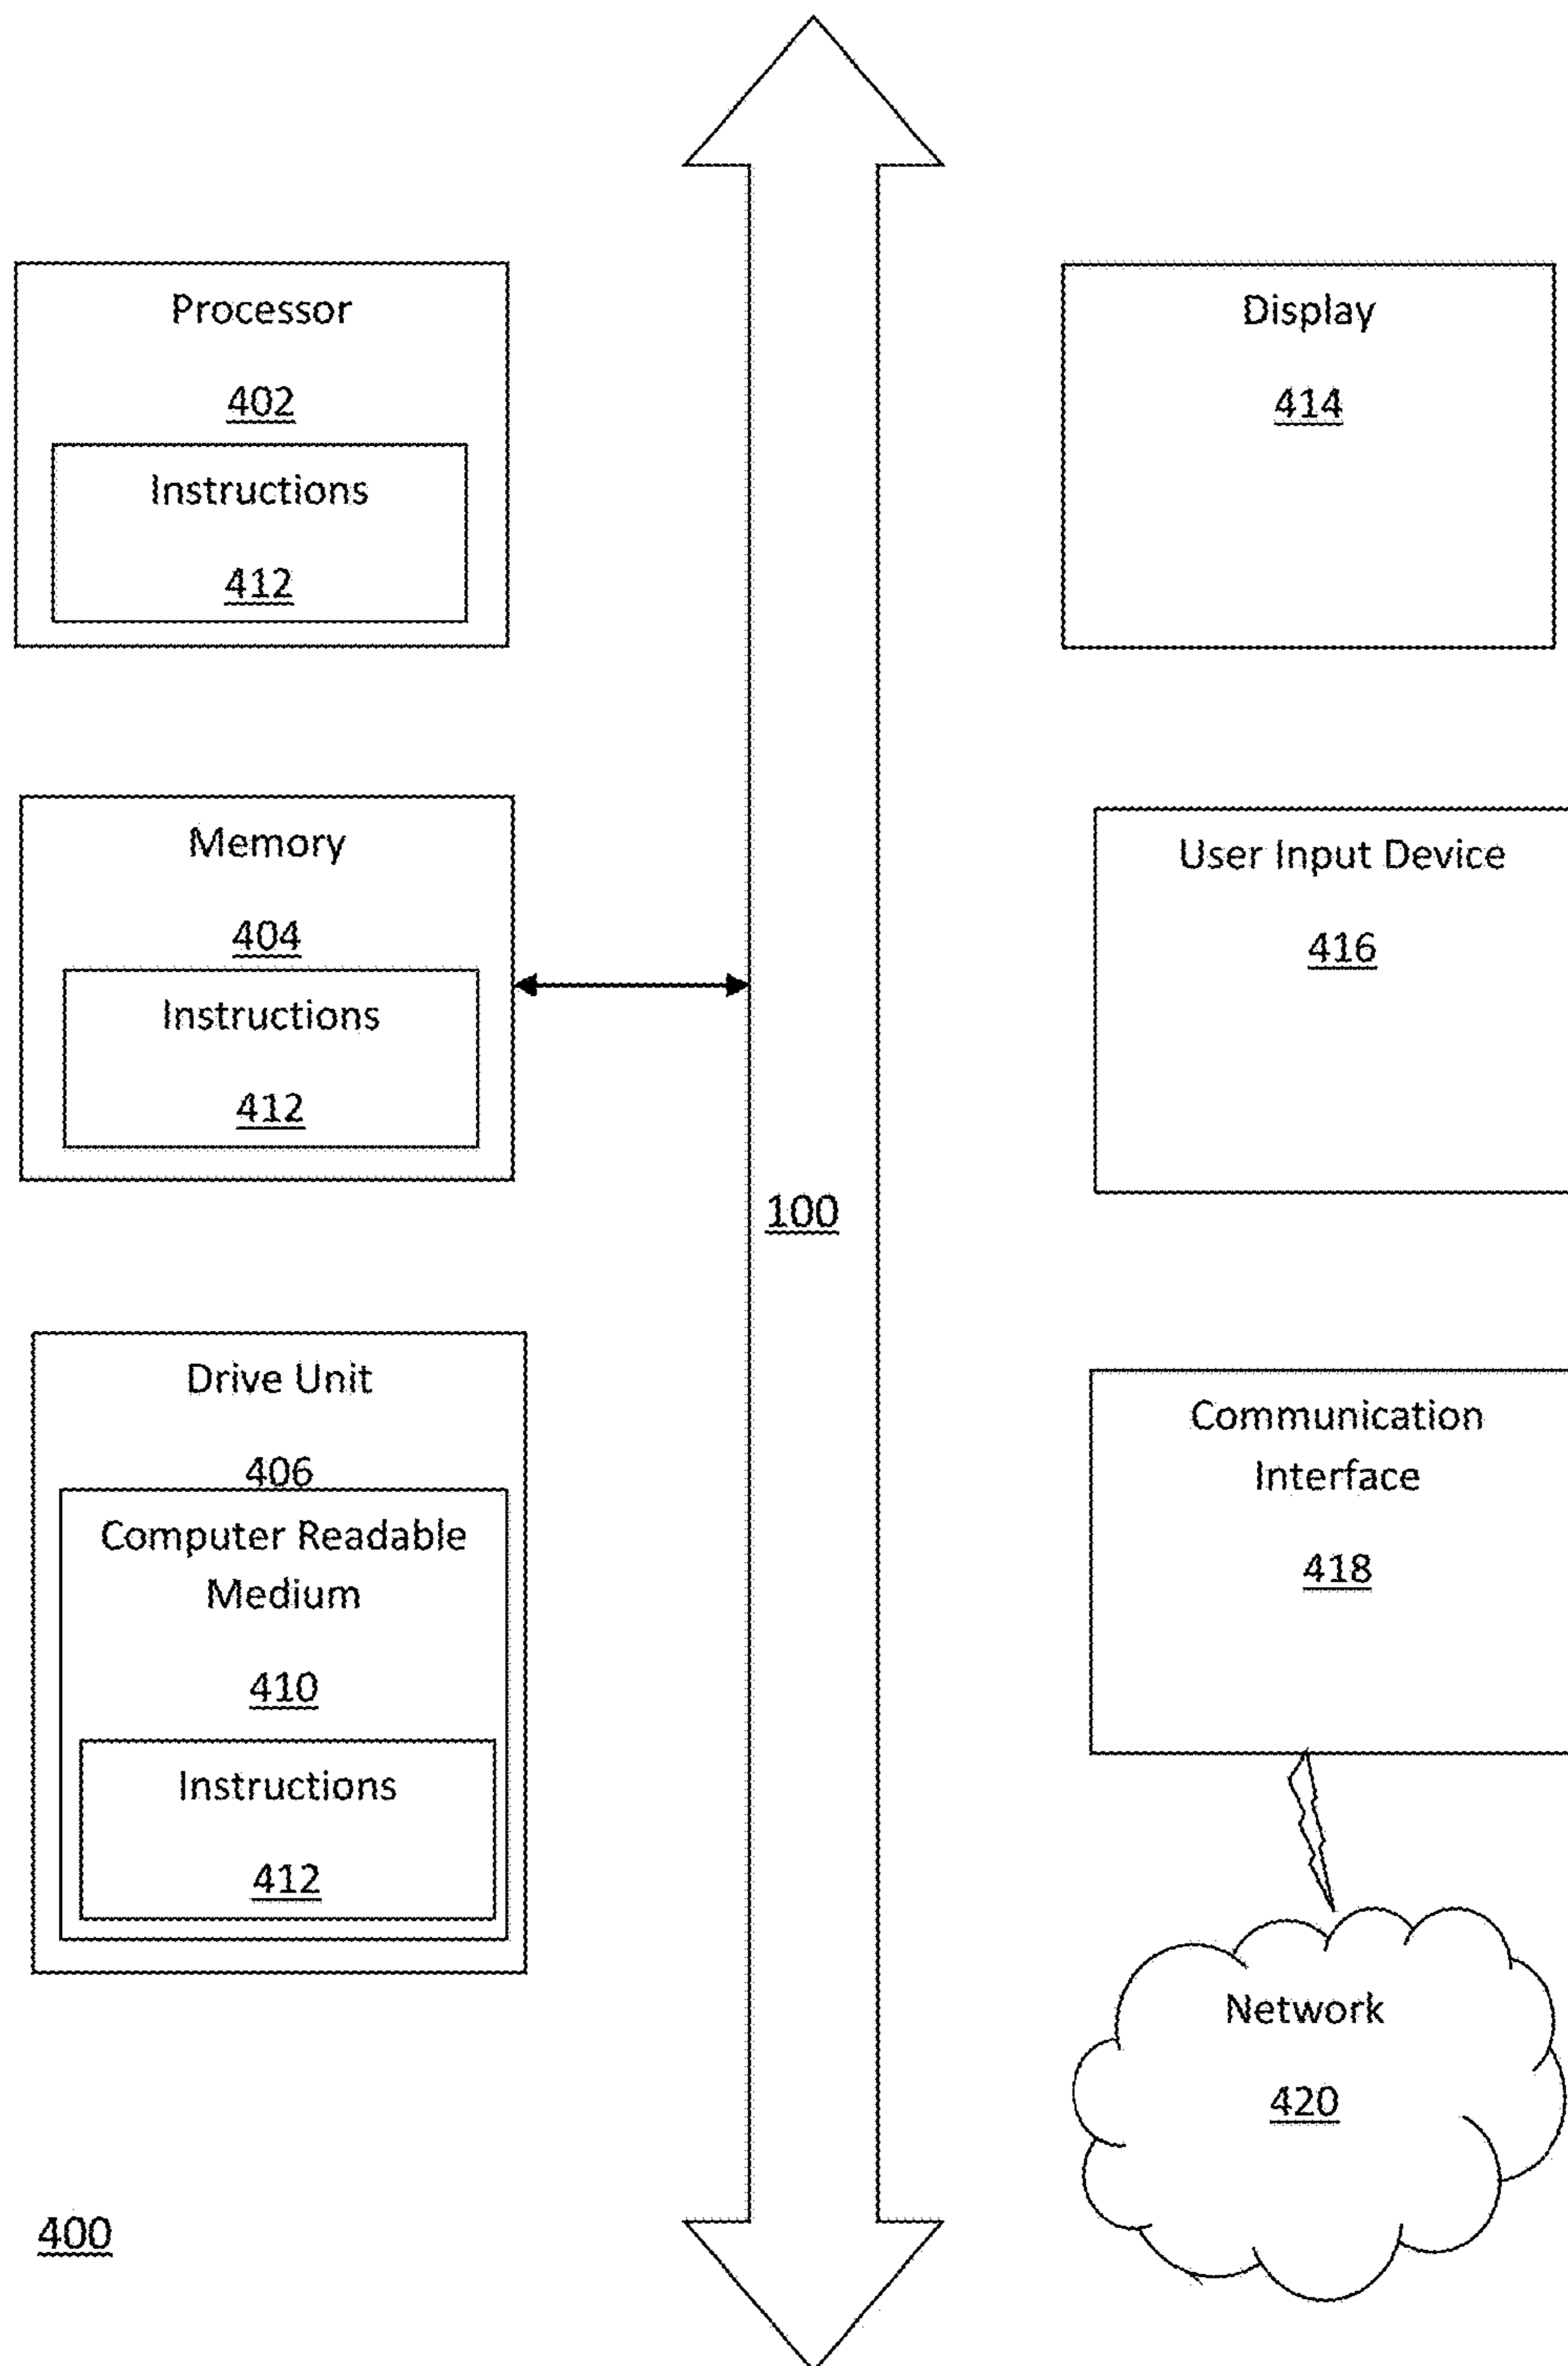 Processor
402
Instructions
412
Display
414
Memory
404
Instructions
412
User Input Device
416
100
Drive Unit
406
Computer Readable
Medium
410
Instructions
412
Communication
Interface
418
Network
420
400